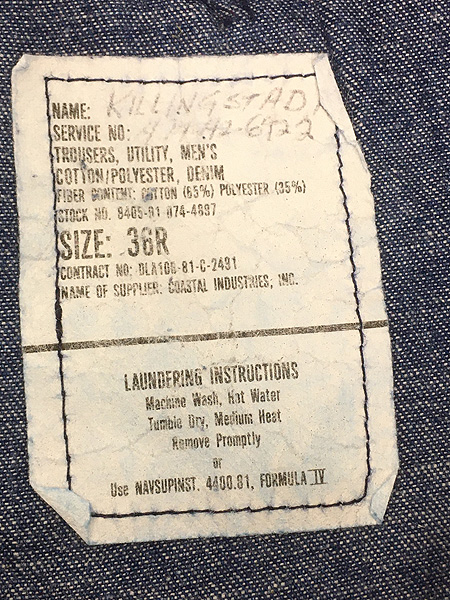 NAME: KILLINGSTAD
SERVICE NO:
TROUSERS, UTILITY, MEN'S
COTTON/POLYESTER, DENIM
FIBER CONTENT: COTTON (65%) POLYESTER (35%)
STOCK NO. 8405-01-074-4897
SIZE: 36R
CONTRACT NO: DLA100-81-C-2431
NAME OF SUPPLIER: COASTAL INDUSTRIES, INC.
LAUNDERING INSTRUCTIONS
Machine Wash, Hot Water
Tumble Dry, Medium Heat
Remove Promptly
or
Use NAVSUPINST. 4400.81, FORMULA IV